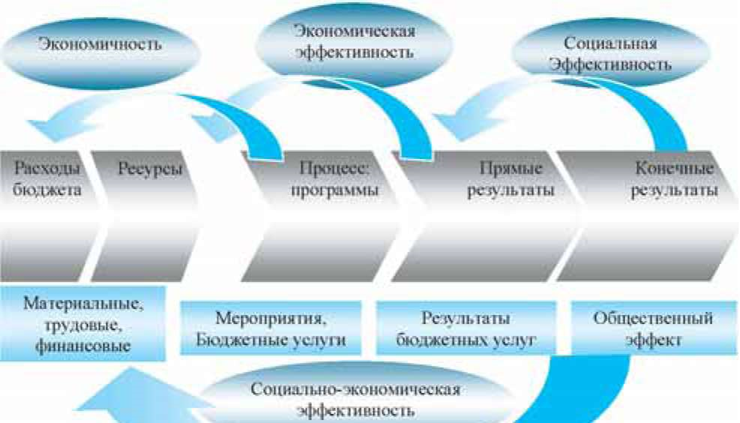 Экономичность
Экономическая
эффективность
Социальная
Эффективность
Расходы
бюджета
Ресурсы
Процесс:
программы
Прямые
результаты
Конечные
результаты
Материальные,
трудовые,
финансовые
Мероприятия,
Бюджетные услуги
Результаты
бюджетных услуг
Общественный
эффект
Социально-экономическая
эффективность